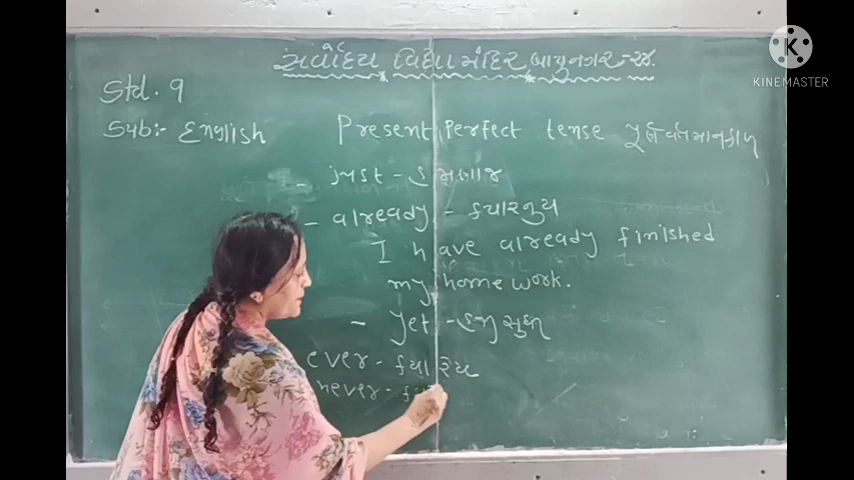 સર્વોદય વિદ્યામંદિર બાપુનગર-૨૪.
Std. 9
Sub:- English
Present Perfect tense - પૂર્ણ વર્તમાનકાળ
- just - હમણાં જ
- already - ક્યારનુય
I have already finished
my home work.
- yet - હજી સુધી
ever - ક્યારેય
never - ક્યા
K
KINEMASTER